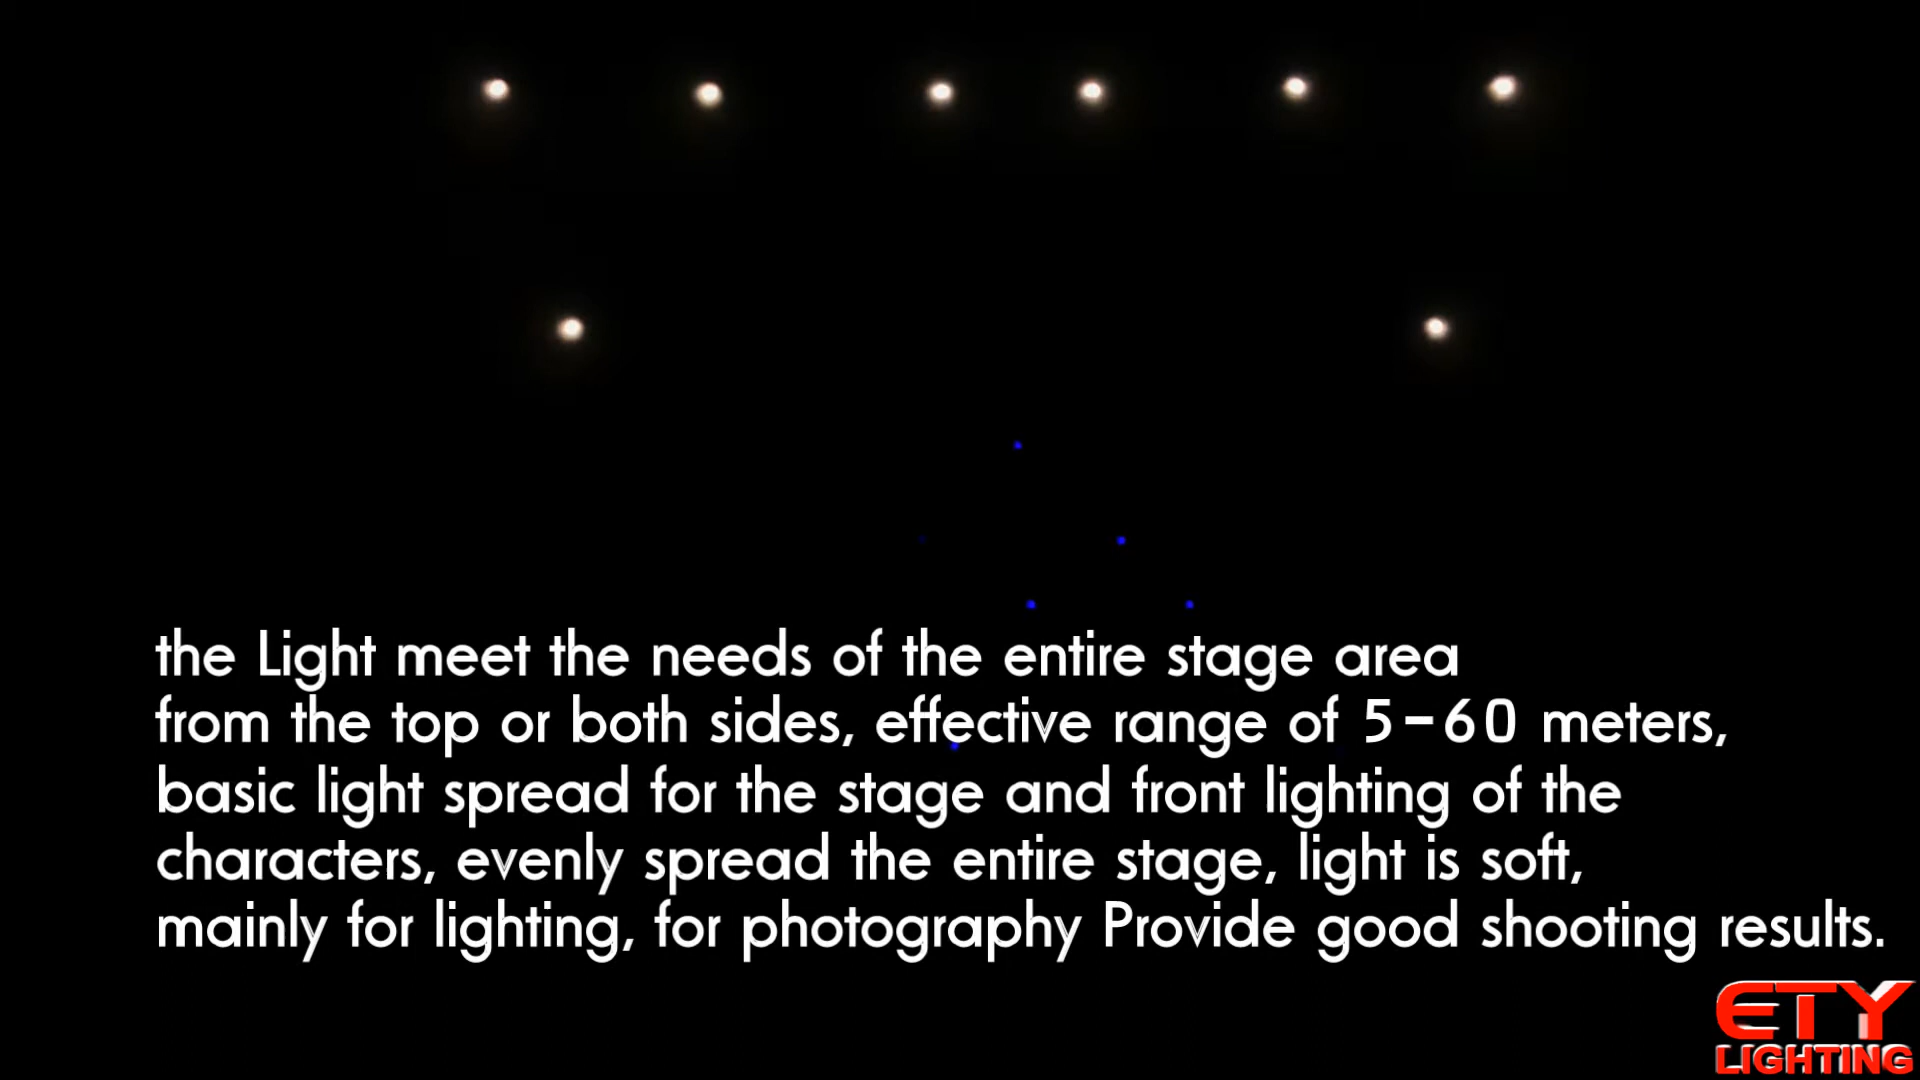 the Light meet the needs of the entire stage area
from the top or both sides, effective range of 5-60 meters,
basic light spread for the stage and front lighting of the
characters, evenly spread the entire stage, light is soft,
mainly for lighting, for photography Provide good shooting results.
ETY
LIGHTING